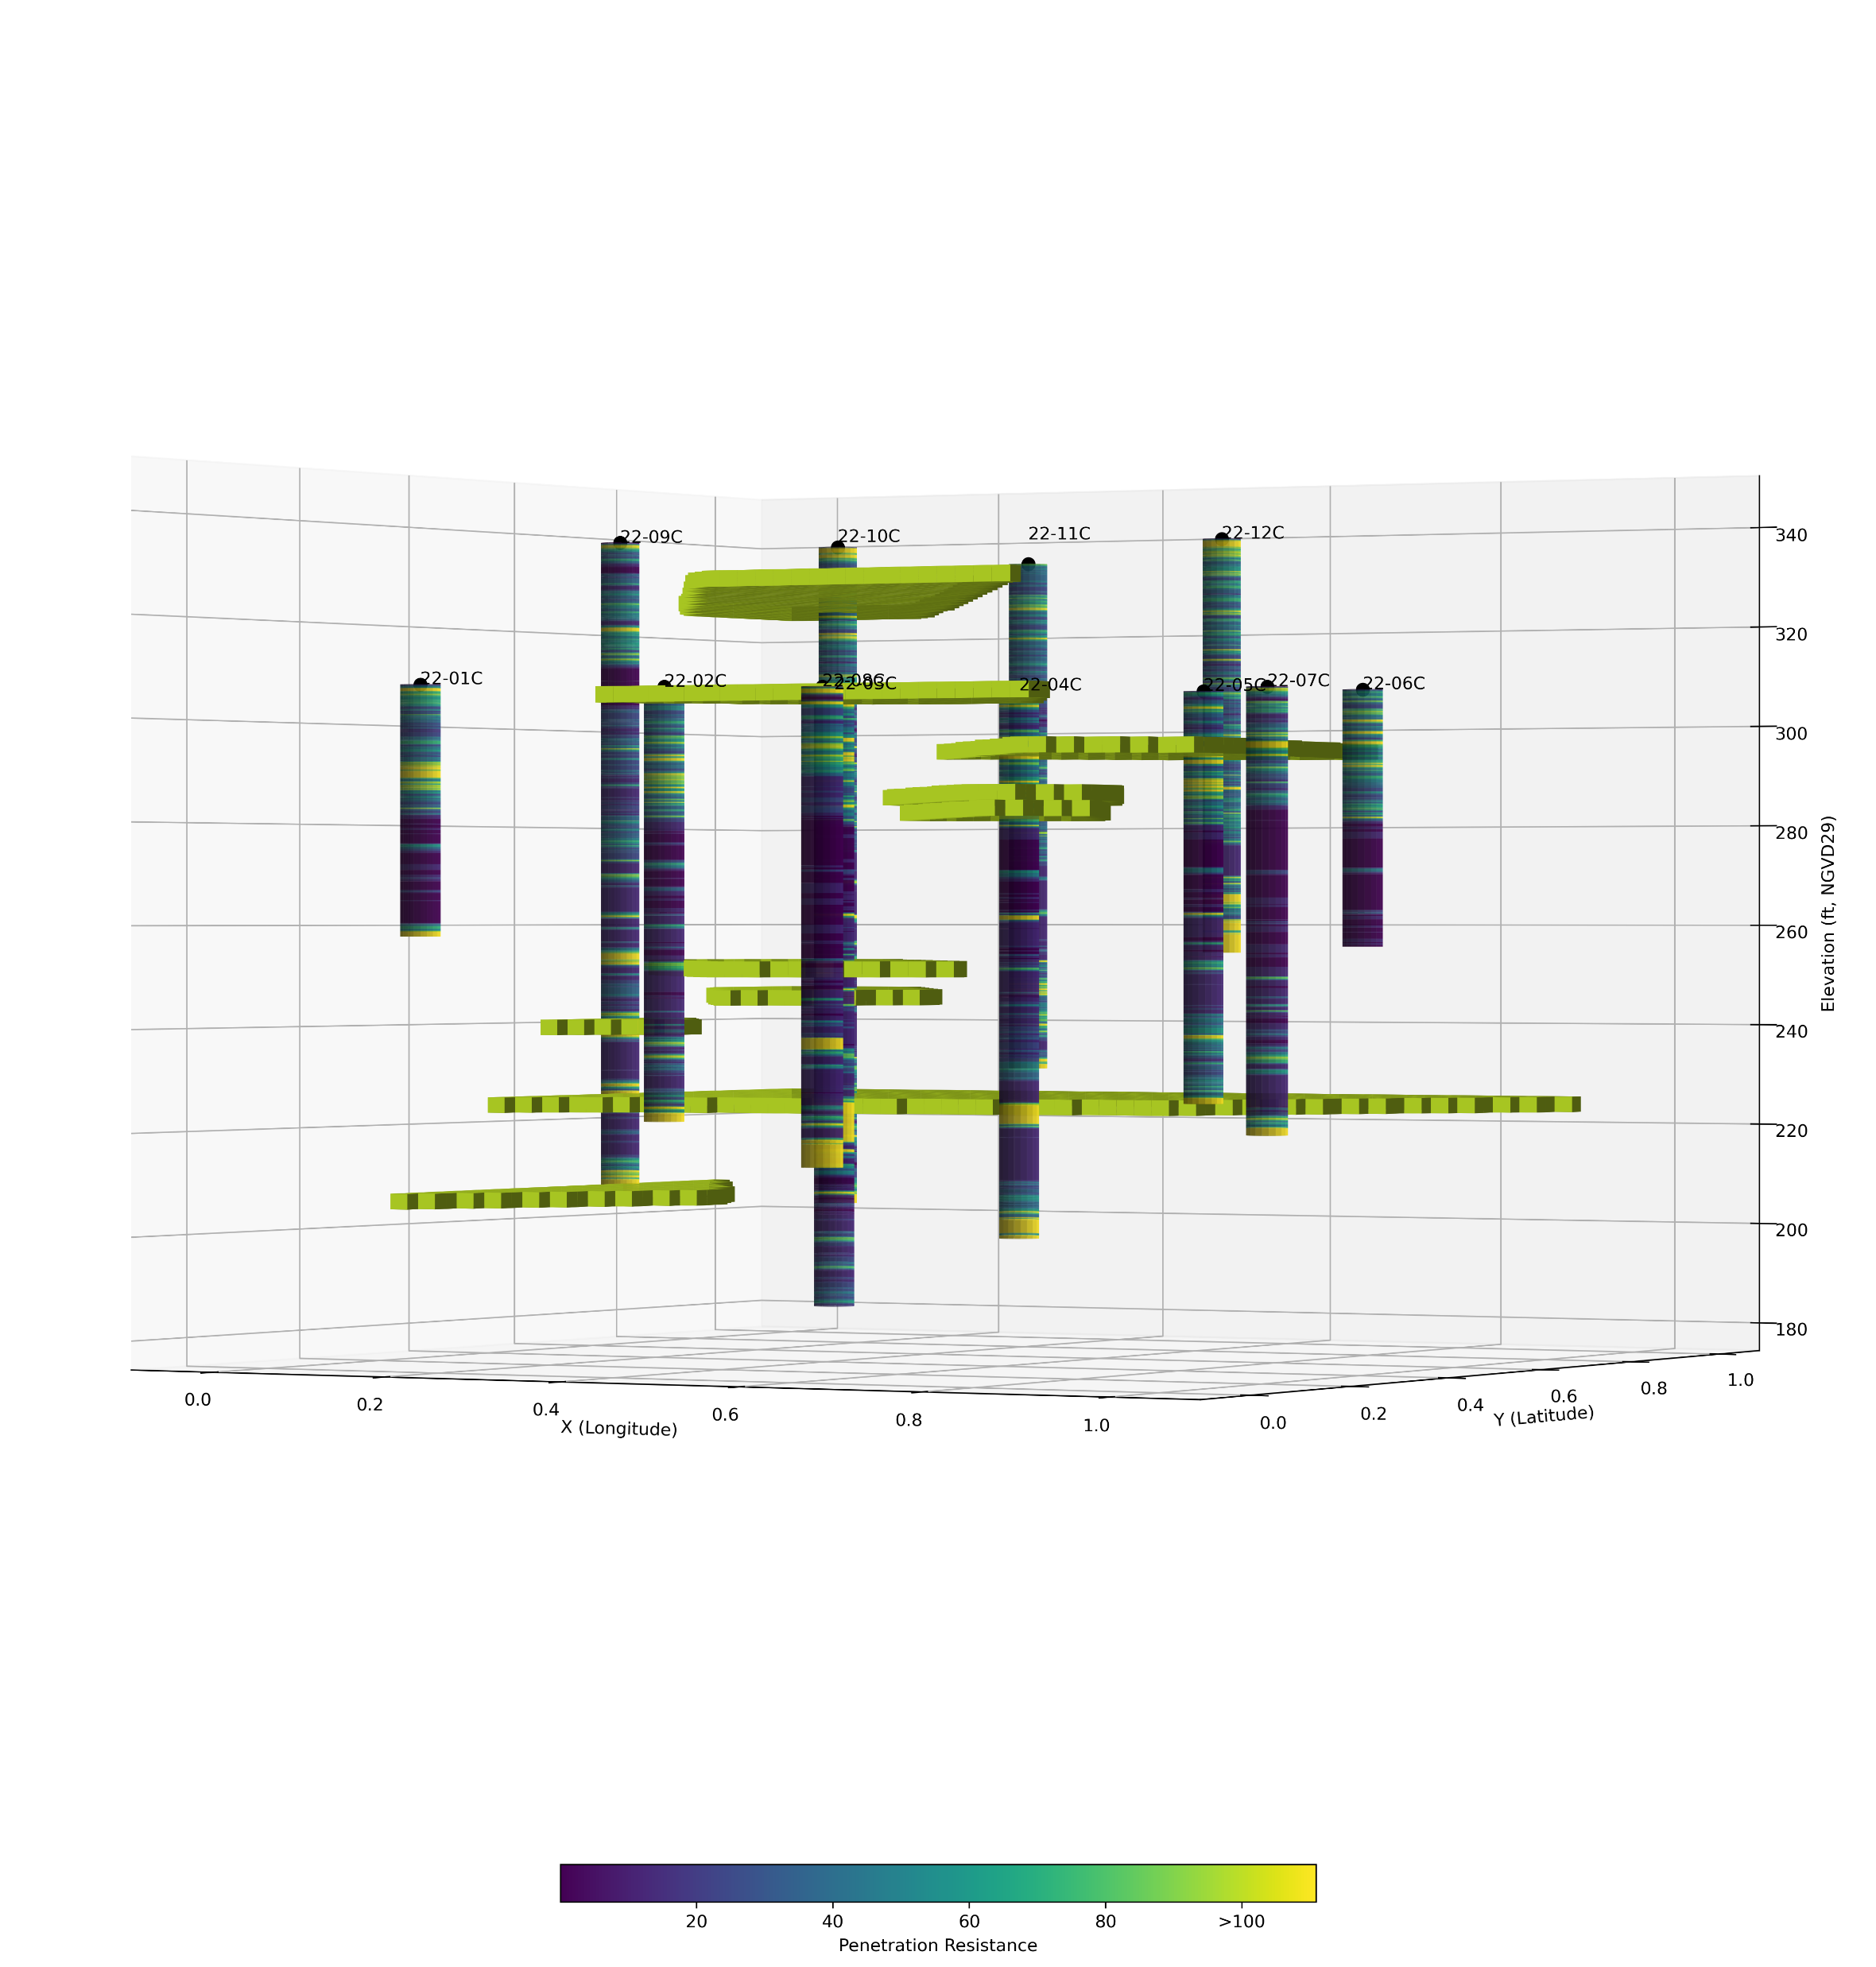 340
22-09C
22-10C
22-11C
22-12C
320
22-01C
22-02C
22-08C
22-03C
22-04C
22-05C
22-07C
22-06C
300
280
260
240
220
200
180
Elevation (ft, NGVD29)
0.0
0.2
0.4
0.6
0.8
1.0
X (Longitude)
0.0
0.2
0.4
0.6
0.8
1.0
Y (Latitude)
20
40
60
80
>100
Penetration Resistance